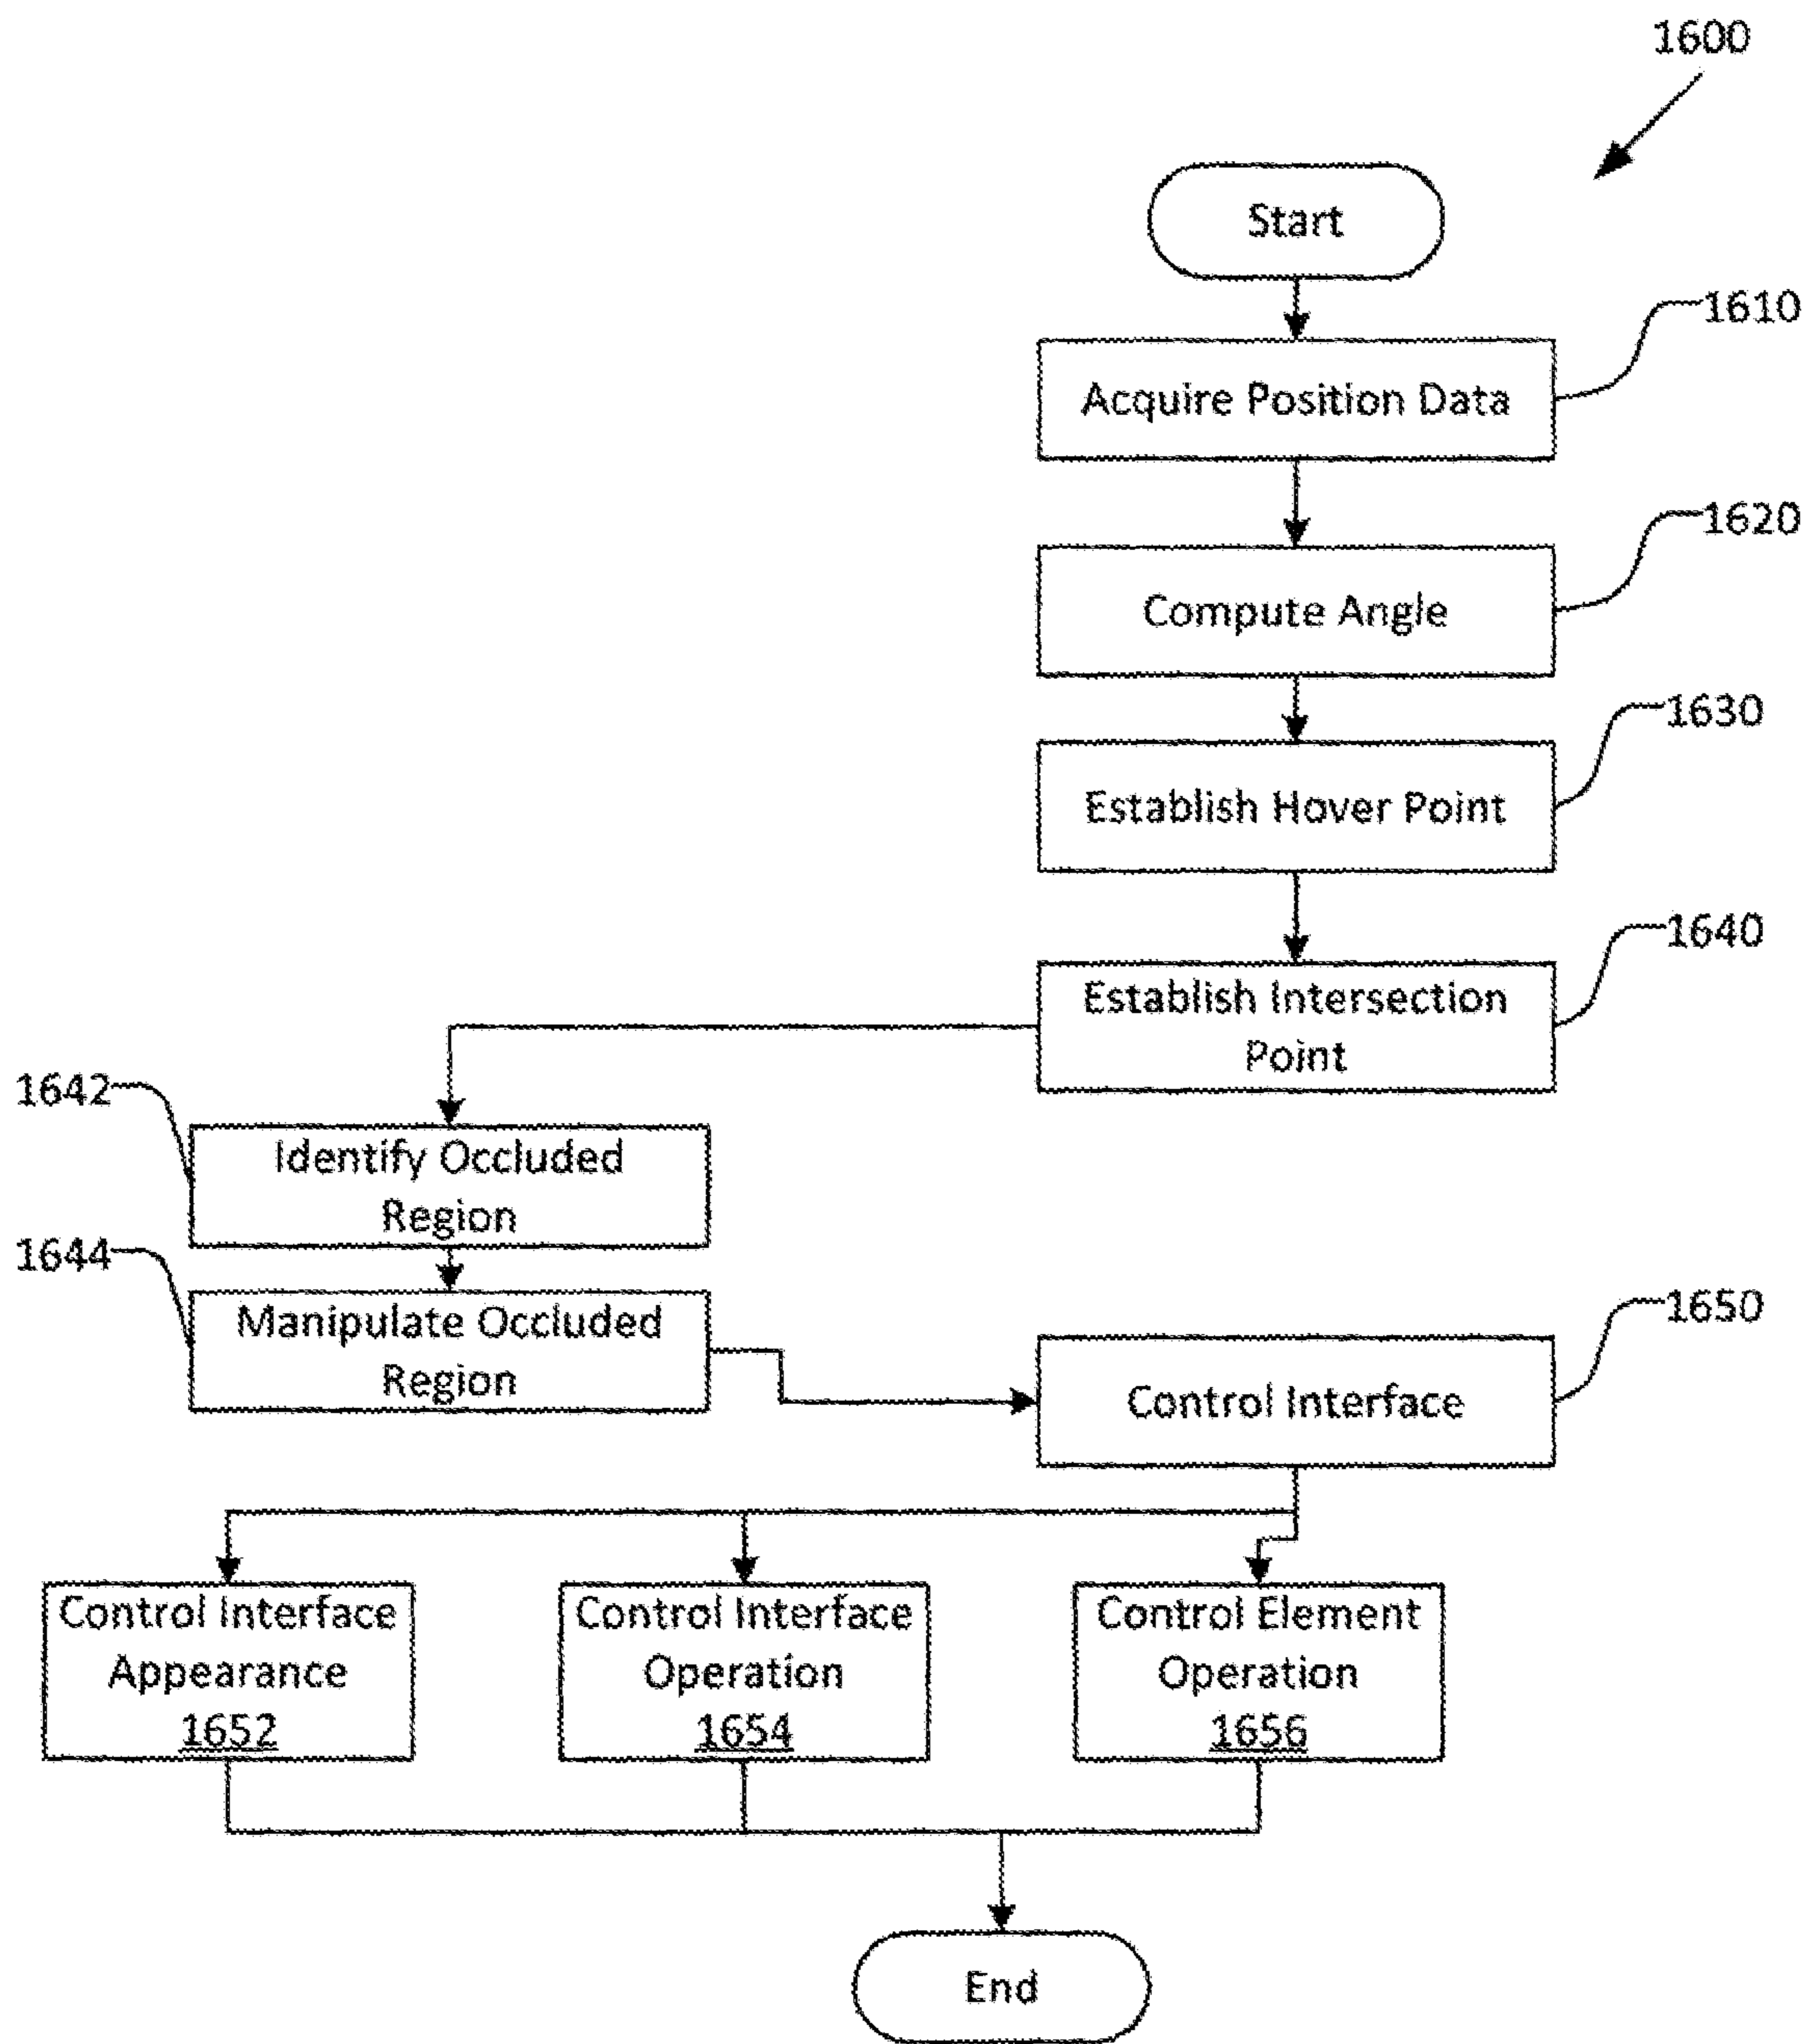 1600
Start
1610
Acquire Position Data
1620
Compute Angle
1630
Establish Hover Point
1640
Establish Intersection
Point
1642
Identify Occluded
Region
1644
Manipulate Occluded
Region
1650
Control Interface
Control Interface
Appearance
1652
Control Interface
Operation
1654
Control Element
Operation
1656
End